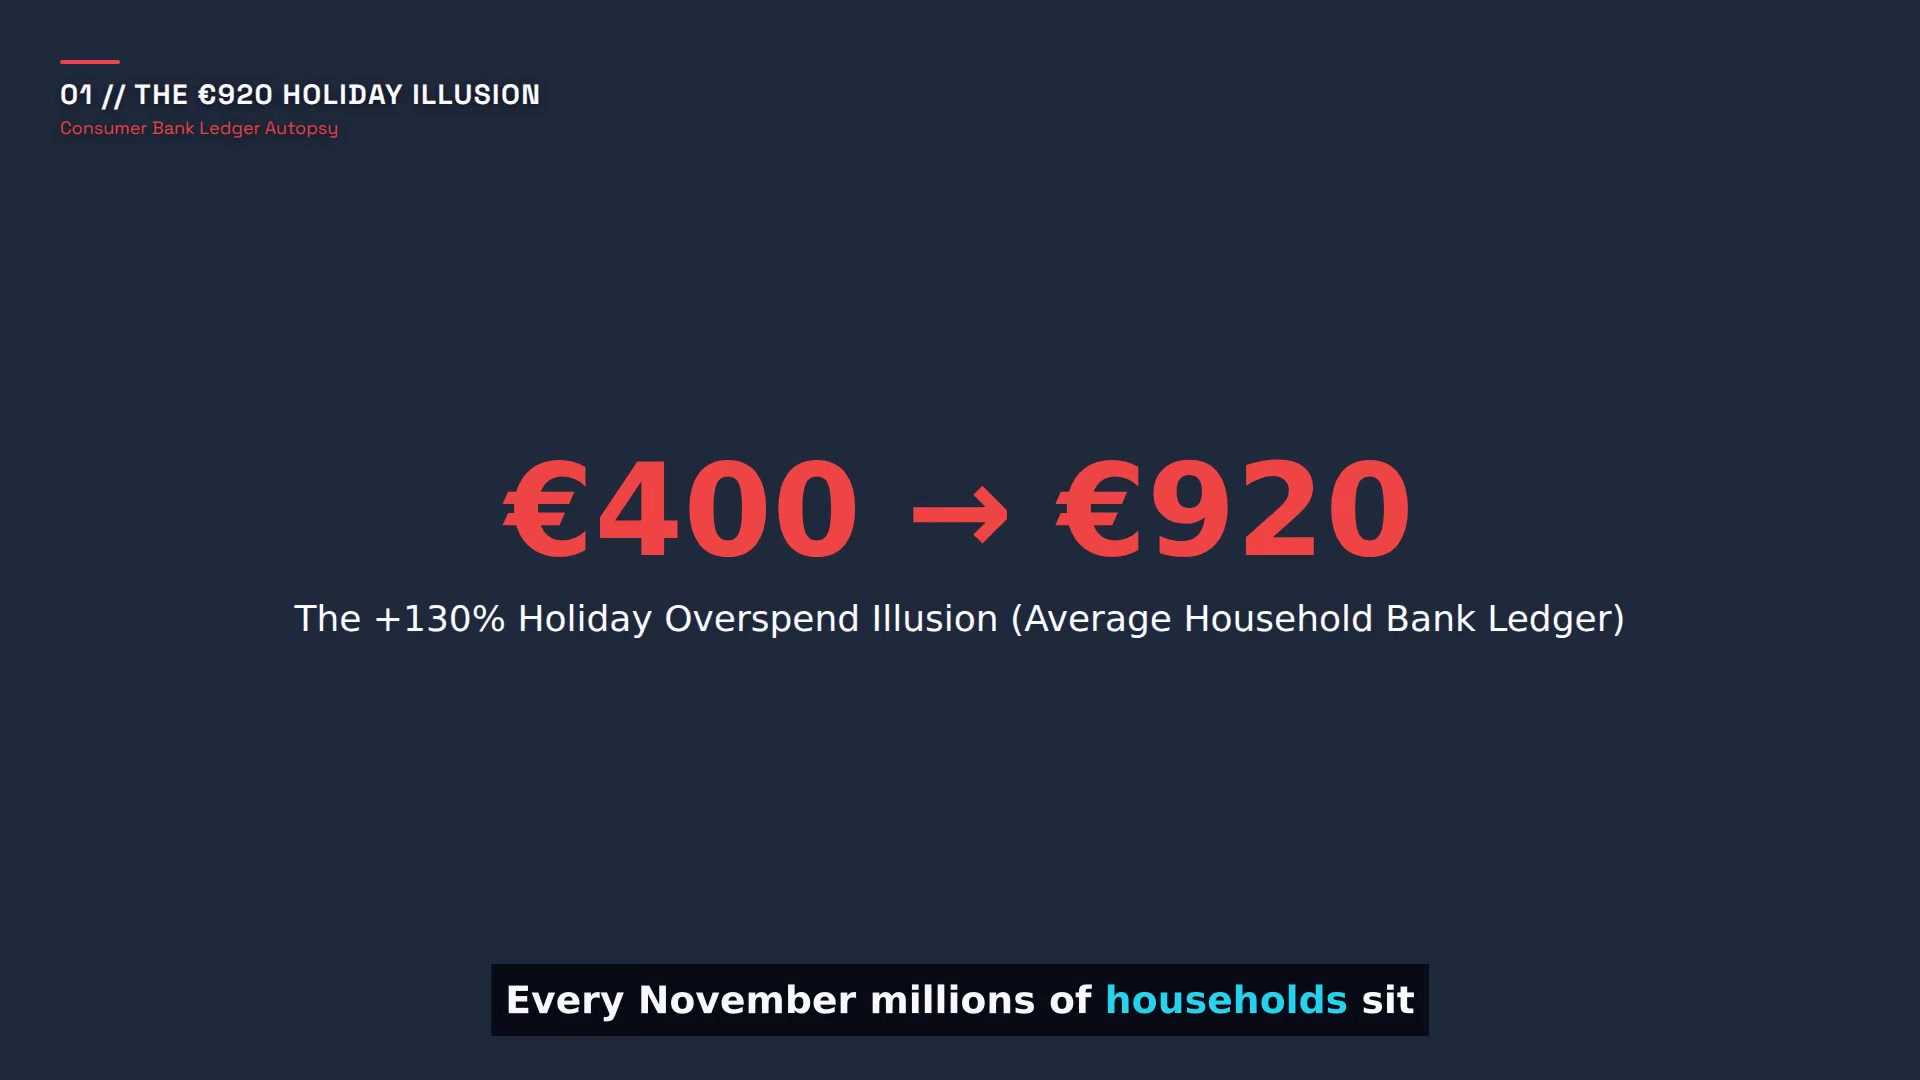 01 // THE €920 HOLIDAY ILLUSION
Consumer Bank Ledger Autopsy
€400 → €920
The +130% Holiday Overspend Illusion (Average Household Bank Ledger)
Every November millions of households sit